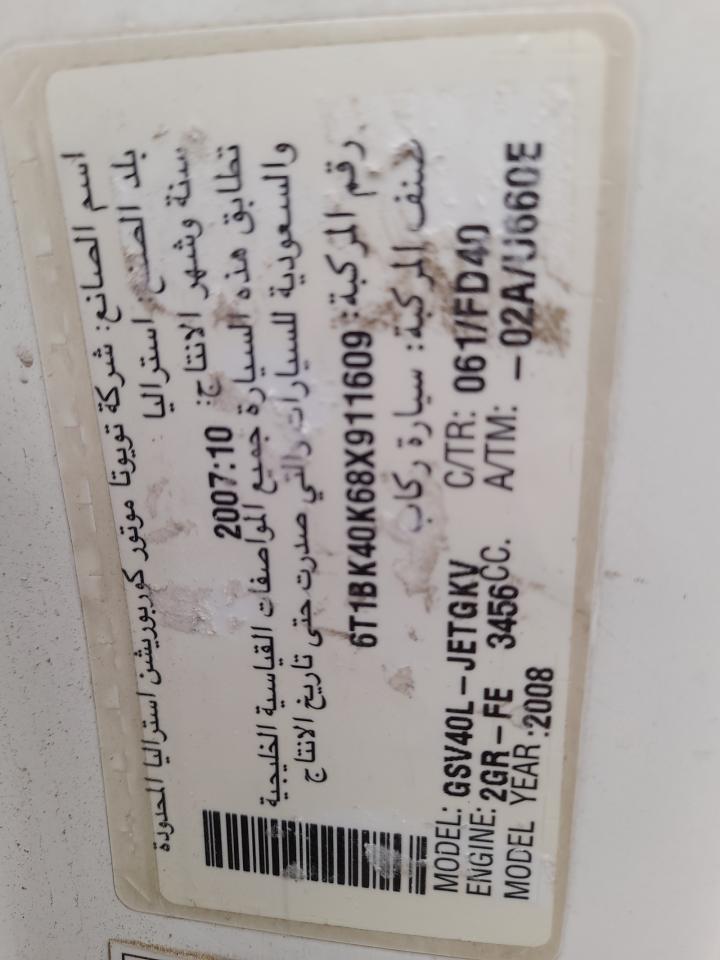 اسم الصانع: شركة تويوتا موتور كوربوريشن استراليا المحدودة
بلد الصنع: استراليا
سنة وشهر الانتاج: 2007:10
تطابق هذه السيارة جميع المواصفات القياسية الخليجية
والسعودية للسيارات والتي صدرت حتى تاريخ الانتاج
رقم المركبة: 6T1BK40K68X911609
صنف المركبة: سيارة ركاب
MODEL: GSV40L-JETGKV C/TR: 061/FD40
ENGINE: 2GR-FE 3456CC. A/TM: -02A/U660E
MODEL YEAR:2008